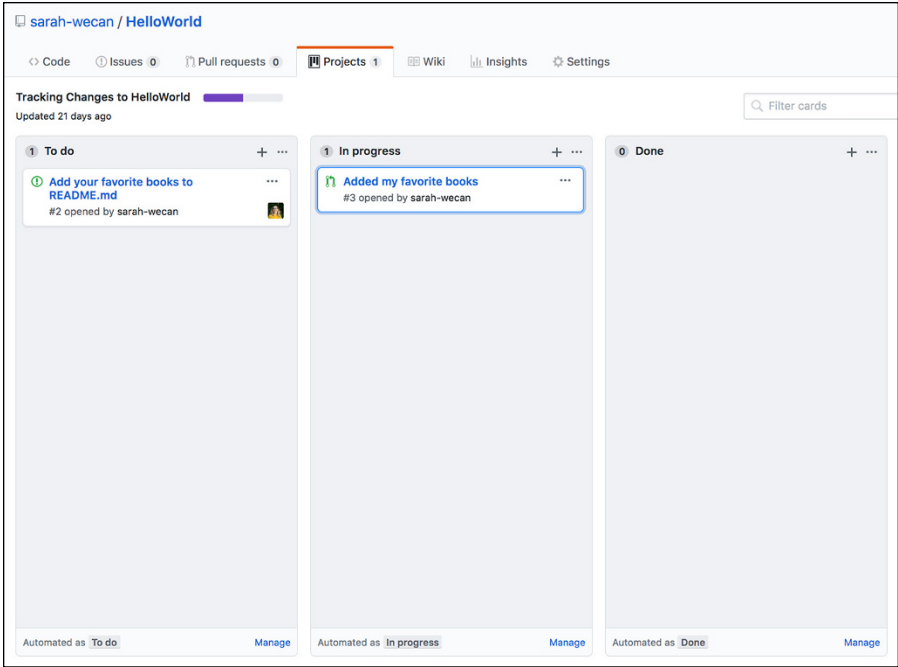 sarah-wecan / HelloWorld
Code Issues 0 Pull requests 0 Projects 1 Wiki Insights Settings
Tracking Changes to HelloWorld
Updated 21 days ago
Filter cards
1 To do
Add your favorite books to
README.md
#2 opened by sarah-wecan
Automated as To do Manage
1 In progress
Added my favorite books
#3 opened by sarah-wecan
Automated as In progress Manage
0 Done
Automated as Done Manage